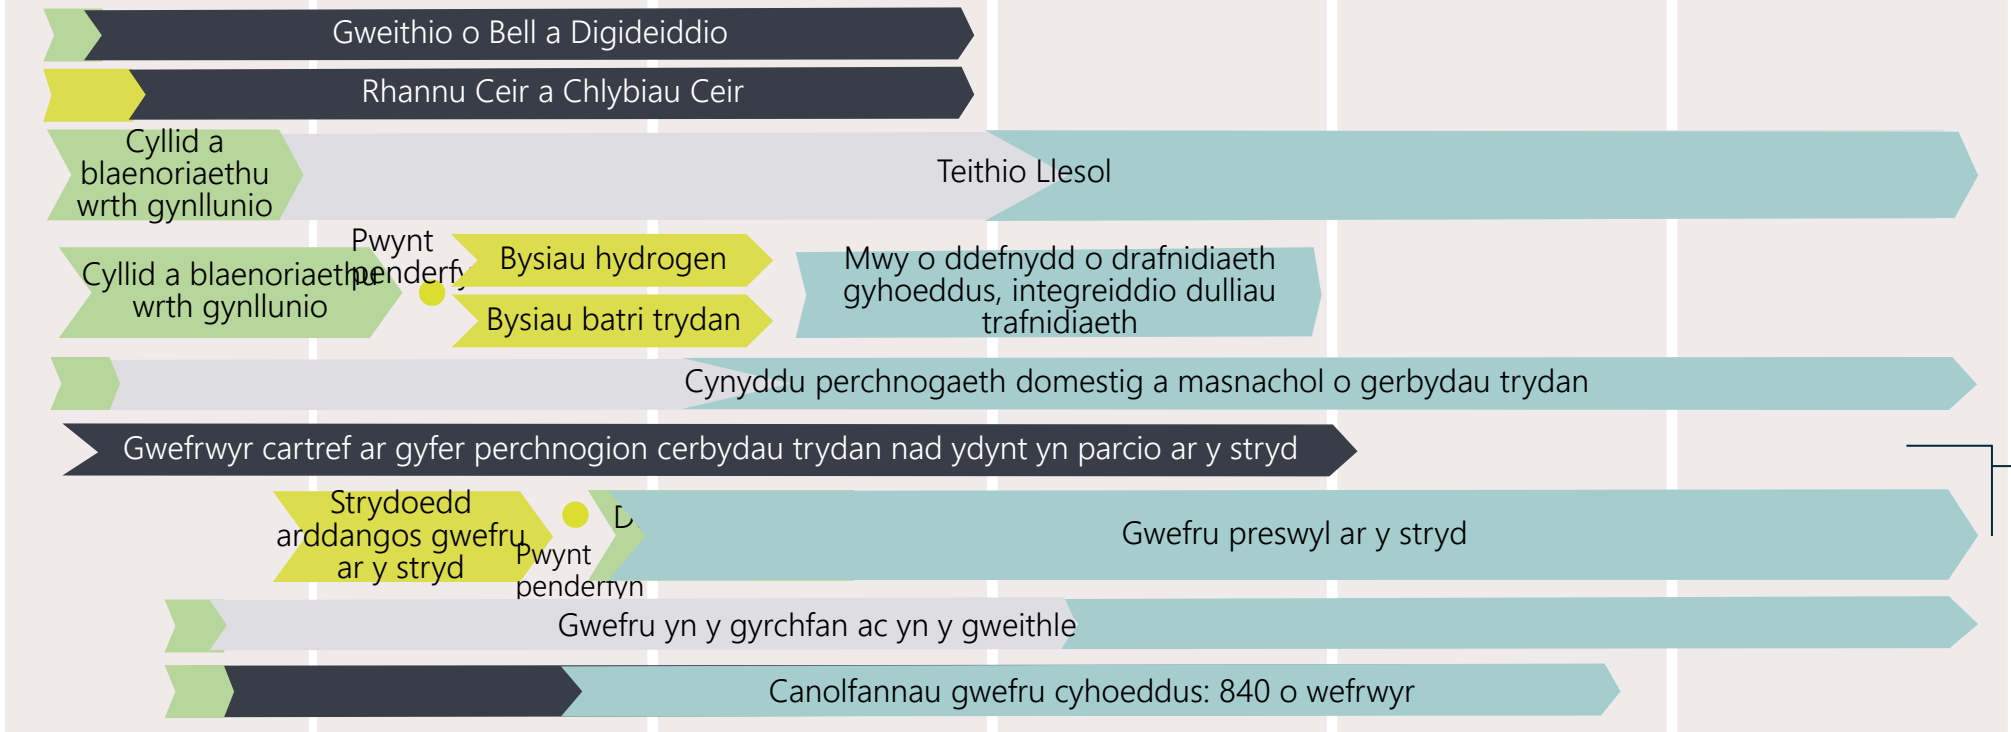 Gweithio o Bell a Digideiddio
Rhannu Ceir a Chlybiau Ceir
Cyllid a
blaenoriaethu
wrth gynllunio
Teithio Llesol
Cyllid a blaenoriaethu
wrth gynllunio
Pwynt
Bysiau hydrogen
Bysiau batri trydan
Mwy o ddefnydd o drafnidiaeth
gyhoeddus, integreiddio dulliau
trafnidiaeth
Cynyddu perchnogaeth domestig a masnachol o gerbydau trydan
Gwefrwyr cartref ar gyfer perchnogion cerbydau trydan nad ydynt yn parcio ar y stryd
Strydoedd
arddangos gwefru
ar y stryd
Pwynt
penderfyn
Gwefru preswyl ar y stryd
Gwefru yn y gyrchfan ac yn y gweithle
Canolfannau gwefru cyhoeddus: 840 o wefrwyr